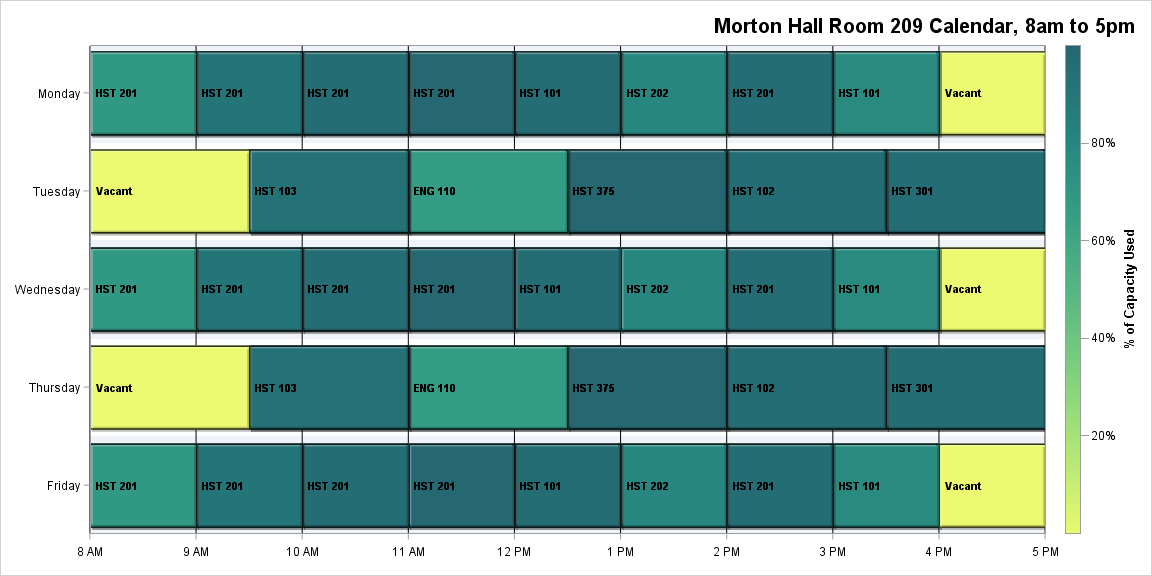 Morton Hall Room 209 Calendar, 8am to 5pm
Monday
HST 201
HST 201
HST 201
HST 201
HST 101
HST 202
HST 201
HST 101
Vacant
Tuesday
Vacant
HST 103
ENG 110
HST 375
HST 102
HST 301
Wednesday
HST 201
HST 201
HST 201
HST 201
HST 101
HST 202
HST 201
HST 101
Vacant
Thursday
Vacant
HST 103
ENG 110
HST 375
HST 102
HST 301
Friday
HST 201
HST 201
HST 201
HST 201
HST 101
HST 202
HST 201
HST 101
Vacant
8 AM
9 AM
10 AM
11 AM
12 PM
1 PM
2 PM
3 PM
4 PM
5 PM
80%
60%
40%
20%
% of Capacity Used